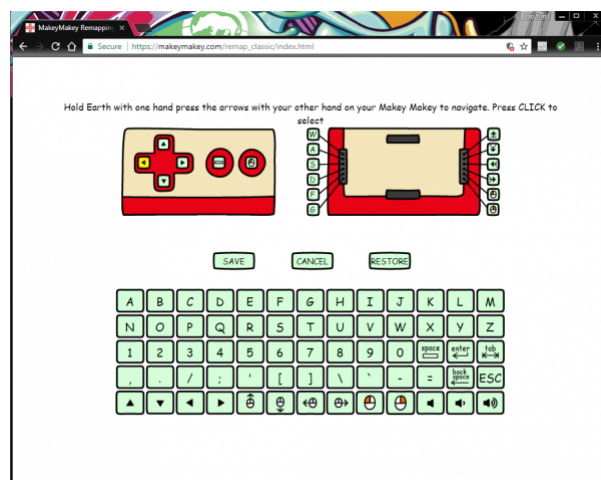 MakeyMakey Remapping
Secure | https://makeymakey.com/remap_classic/index.html
Hold Earth with one hand press the arrows with your other hand on your Makey Makey to navigate. Press CLICK to
select
W
A
S
D
F
G
SAVE CANCEL RESTORE
A B C D E F G H I J K L M
N O P Q R S T U V W X Y Z
1 2 3 4 5 6 7 8 9 0 space enter tab
, . / ; ' [ ] \ ` - = back space ESC